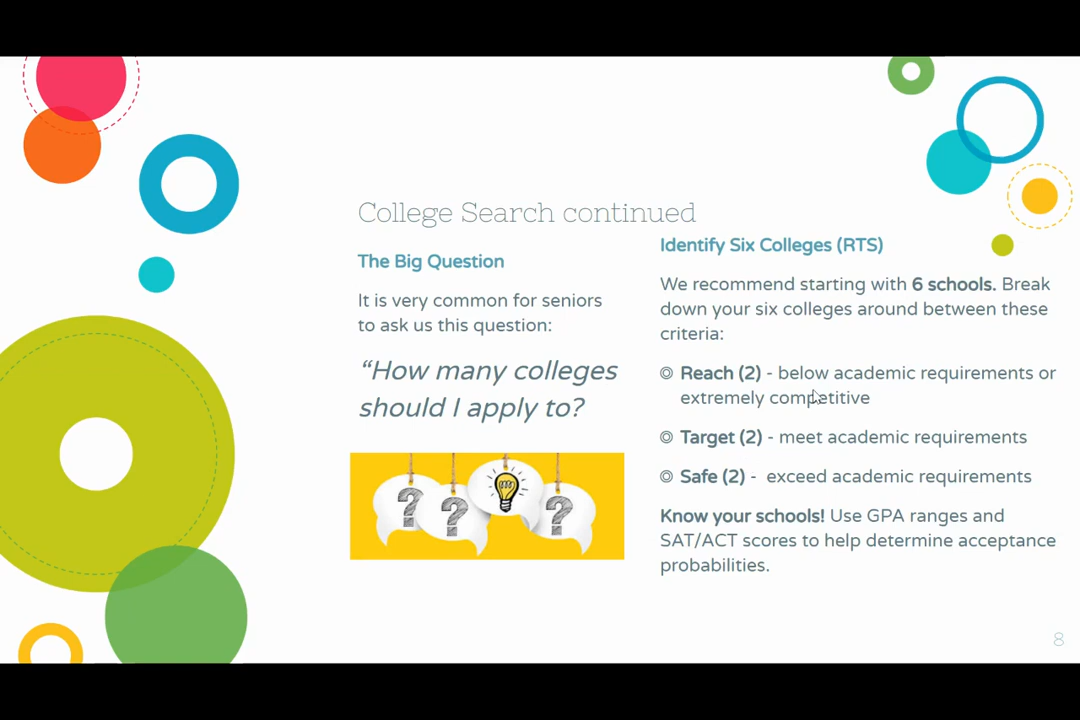 College Search continued
The Big Question
It is very common for seniors
to ask us this question:
“How many colleges
should I apply to?
? ? ?
Identify Six Colleges (RTS)
We recommend starting with 6 schools. Break
down your six colleges around between these
criteria:
Reach (2) - below academic requirements or
extremely competitive
Target (2) - meet academic requirements
Safe (2) - exceed academic requirements
Know your schools! Use GPA ranges and
SAT/ACT scores to help determine acceptance
probabilities.
8